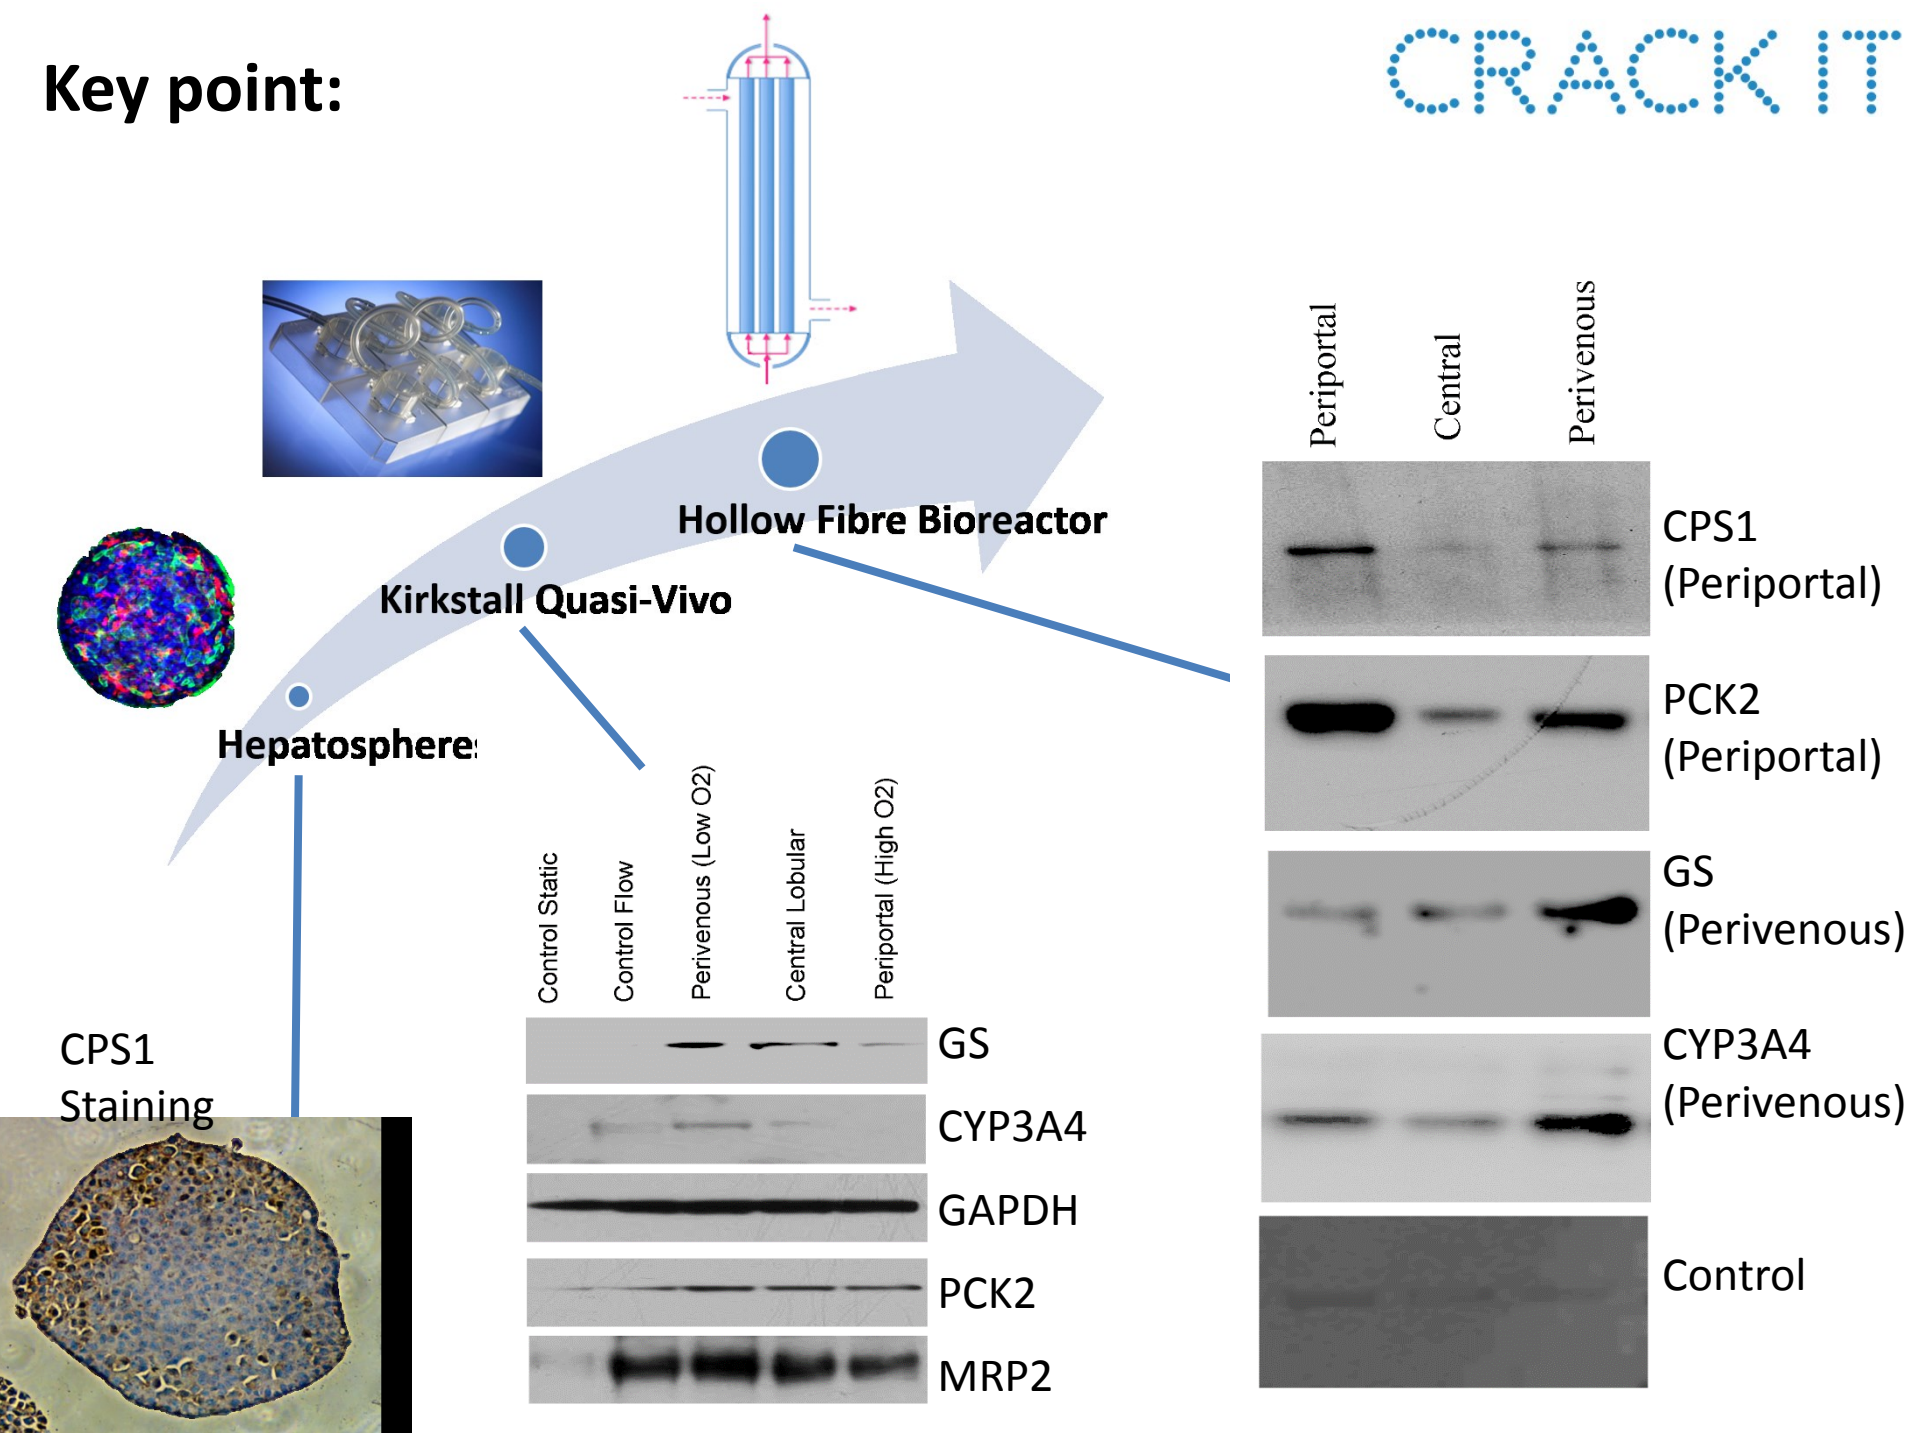 Key point:
CRACK IT
Hollow Fibre Bioreactor
Kirkstall Quasi-Vivo
Hepatosphere
CPS1
Staining
Control Static
Control Flow
Perivenous (Low O2)
Central Lobular
Periportal (High O2)
GS
CYP3A4
GAPDH
PCK2
MRP2
Periportal
Central
Perivenous
CPS1
(Periportal)
PCK2
(Periportal)
GS
(Perivenous)
CYP3A4
(Perivenous)
Control